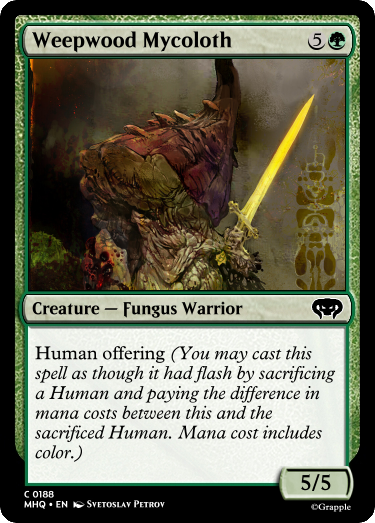 Weepwood Mycoloth 5
Creature — Fungus Warrior
Human offering (You may cast this
spell as though it had flash by sacrificing
a Human and paying the difference in
mana costs between this and the
sacrificed Human. Mana cost includes
color.)
5/5
C 0188
MHQ • EN Svetoslav Petrov
©Grapple